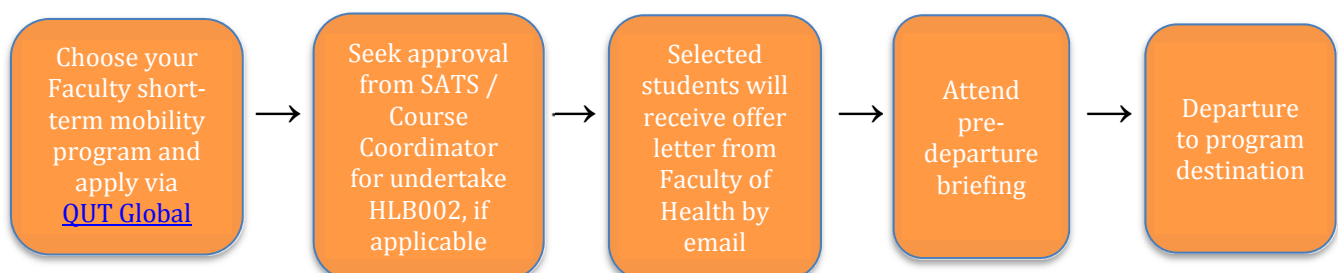 Choose your
Faculty short-
term mobility
program and
apply via
QUT Global
Seek approval
from SATS /
Course
Coordinator
for undertake
HLB002, if
applicable
Selected
students will
receive offer
letter from
Faculty of
Health by
email
Attend
pre-
departure
briefing
Departure
to program
destination